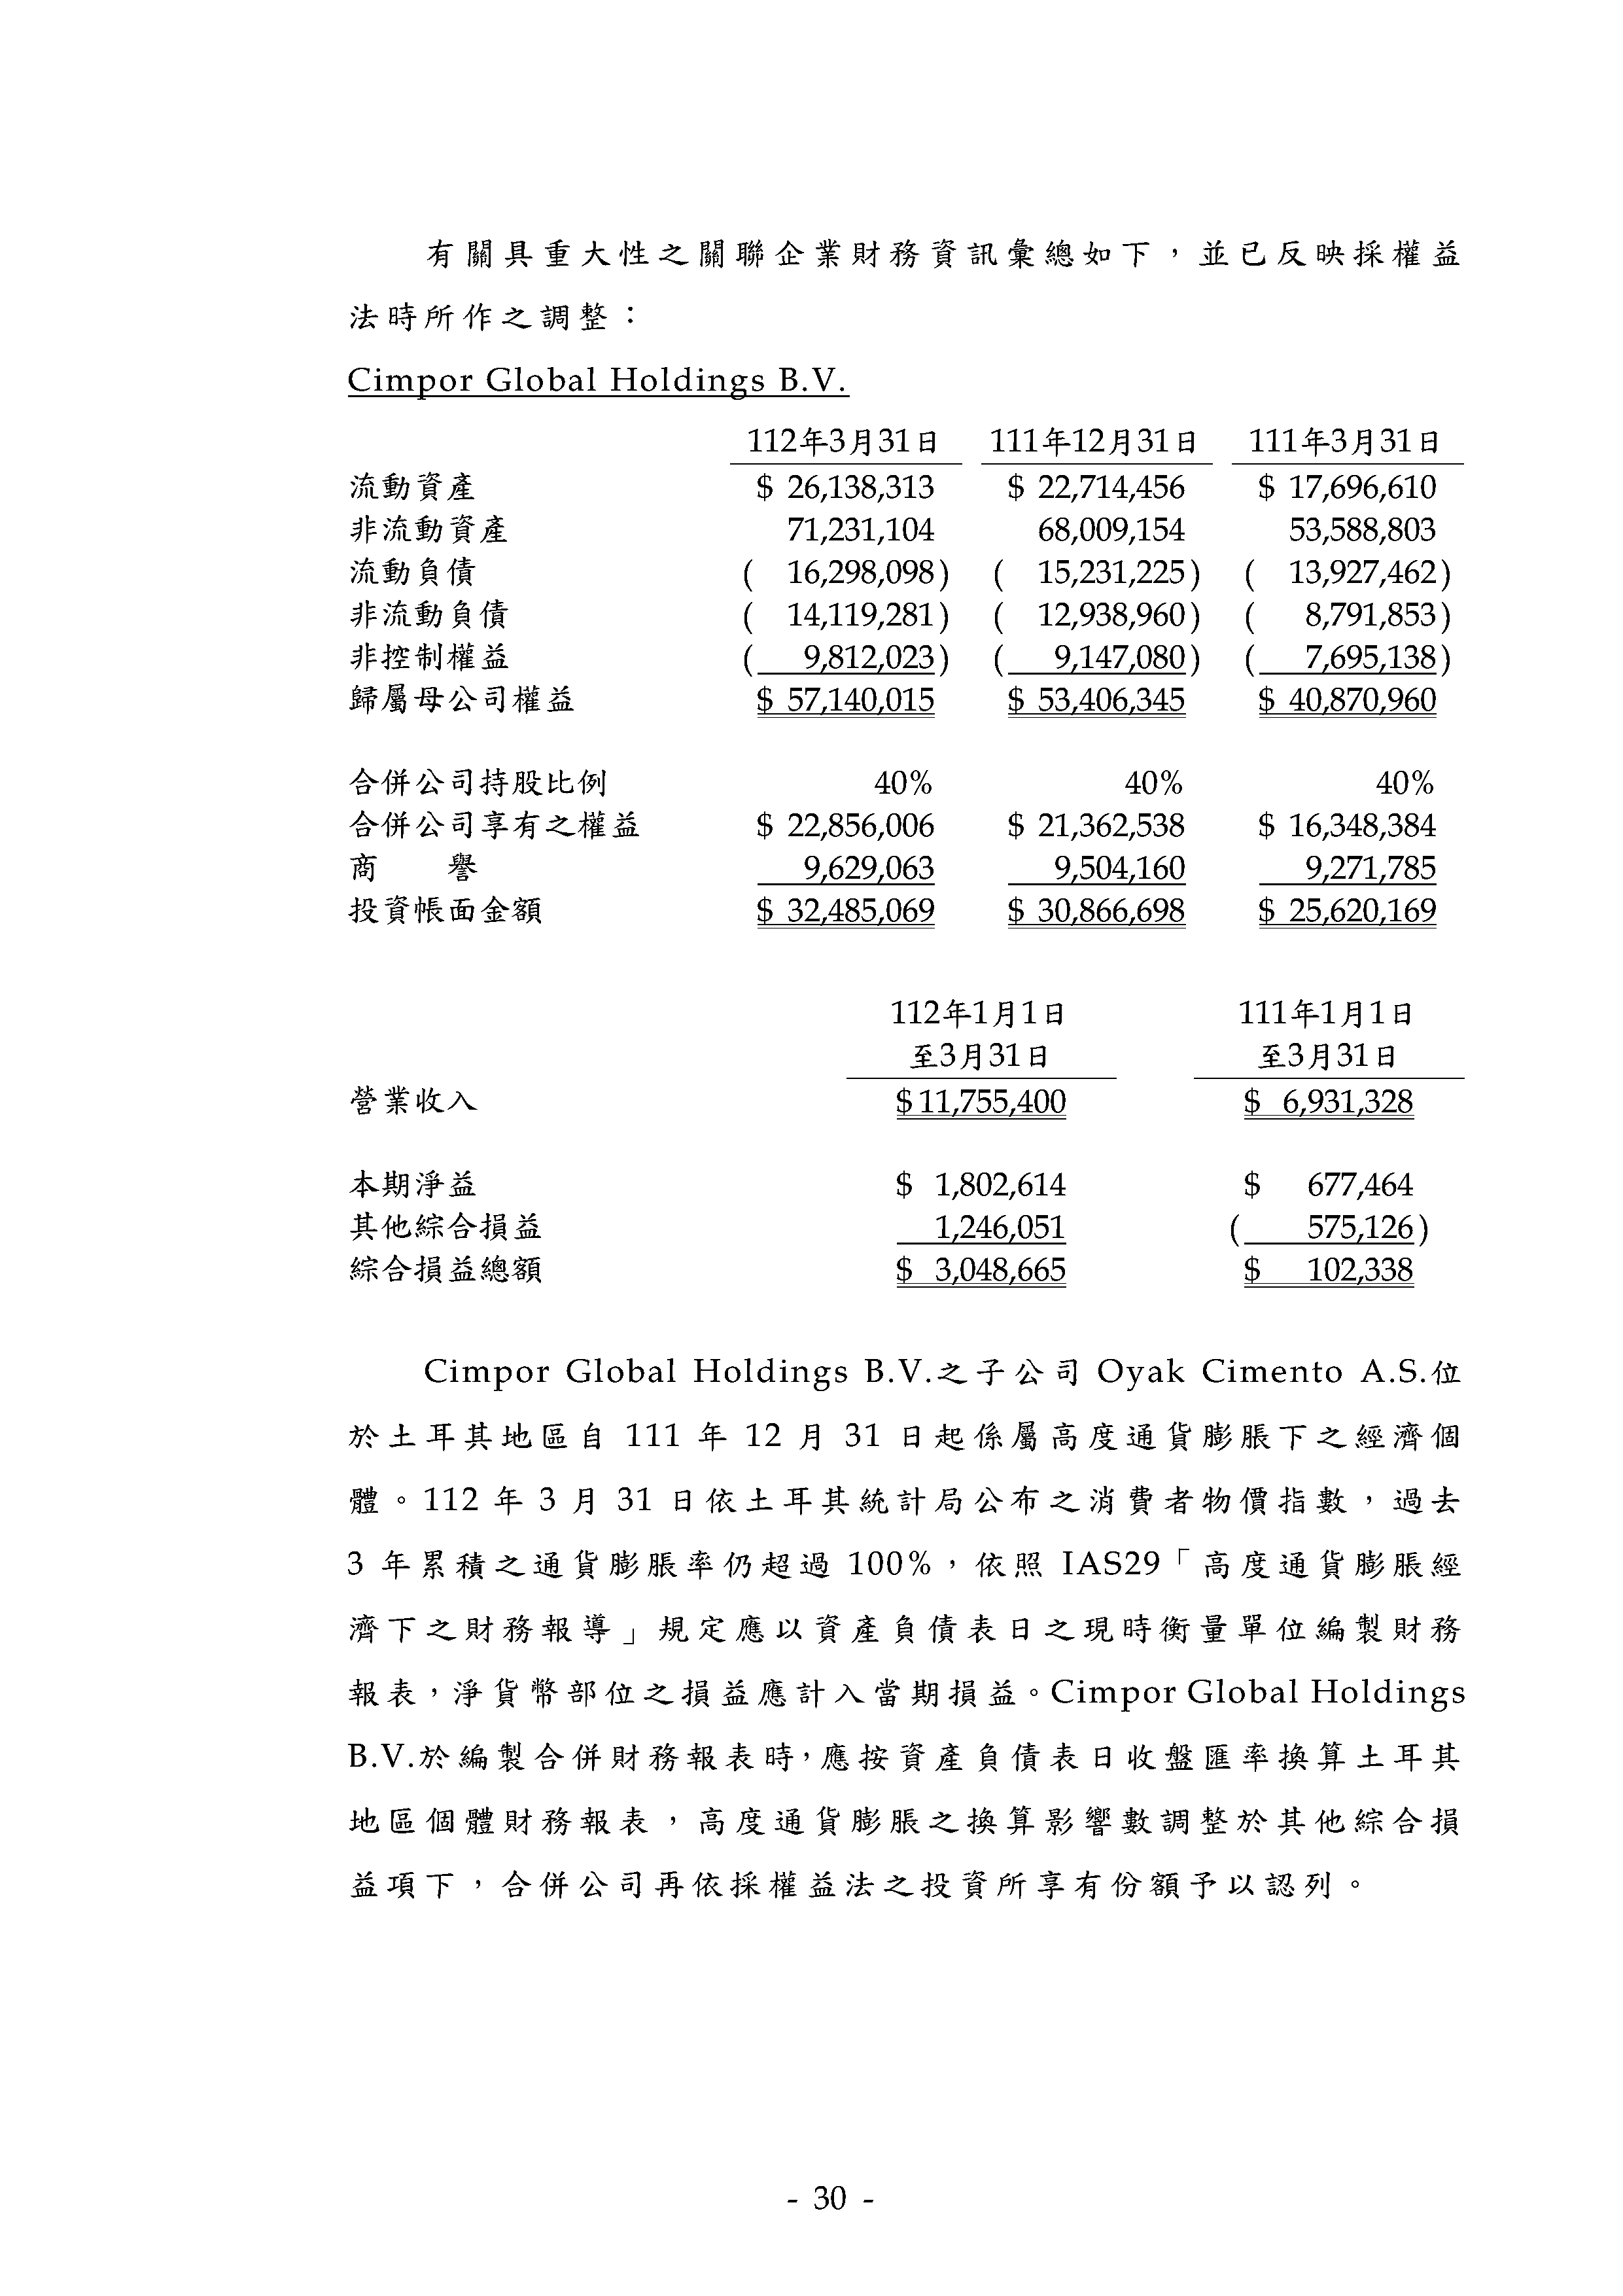 有關具重大性之關聯企業財務資訊彙總如下，並已反映採權益
法時所作之調整：
Cimpor Global Holdings B.V.
112年3月31日 111年12月31日 111年3月31日
流動資產 $ 26,138,313 $ 22,714,456 $ 17,696,610
非流動資產 71,231,104 68,009,154 53,588,803
流動負債 ( 16,298,098) ( 15,231,225) ( 13,927,462)
非流動負債 ( 14,119,281) ( 12,938,960) ( 8,791,853)
非控制權益 ( 9,812,023) ( 9,147,080) ( 7,695,138)
歸屬母公司權益 $ 57,140,015 $ 53,406,345 $ 40,870,960
合併公司持股比例 40% 40% 40%
合併公司享有之權益 $ 22,856,006 $ 21,362,538 $ 16,348,384
商 譽 9,629,063 9,504,160 9,271,785
投資帳面金額 $ 32,485,069 $ 30,866,698 $ 25,620,169
112年1月1日 111年1月1日
至3月31日 至3月31日
營業收入 $ 11,755,400 $ 6,931,328
本期淨益 $ 1,802,614 $ 677,464
其他綜合損益 1,246,051 ( 575,126)
綜合損益總額 $ 3,048,665 $ 102,338
Cimpor Global Holdings B.V.之子公司 Oyak Cimento A.S.位
於土耳其地區自 111 年 12 月 31 日起係屬高度通貨膨脹下之經濟個
體。112 年 3 月 31 日依土耳其統計局公布之消費者物價指數，過去
3 年累積之通貨膨脹率仍超過 100%，依照 IAS29「高度通貨膨脹經
濟下之財務報導」規定應以資產負債表日之現時衡量單位編製財務
報表，淨貨幣部位之損益應計入當期損益。Cimpor Global Holdings
B.V.於編製合併財務報表時，應按資產負債表日收盤匯率換算土耳其
地區個體財務報表，高度通貨膨脹之換算影響數調整於其他綜合損
益項下，合併公司再依採權益法之投資所享有份額予以認列。
- 30 -